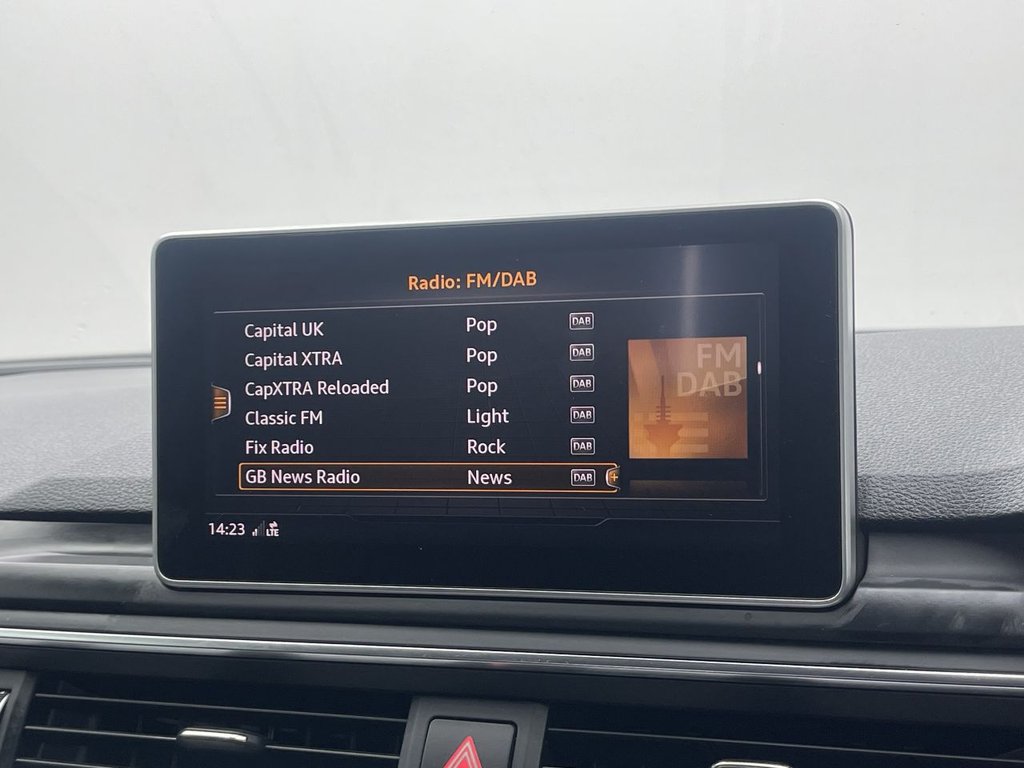 Radio: FM/DAB
Capital UK Pop DAB
Capital XTRA Pop DAB
CapXTRA Reloaded Pop DAB
Classic FM Light DAB
Fix Radio Rock DAB
GB News Radio News DAB
FM
DAB
14:23 LTE